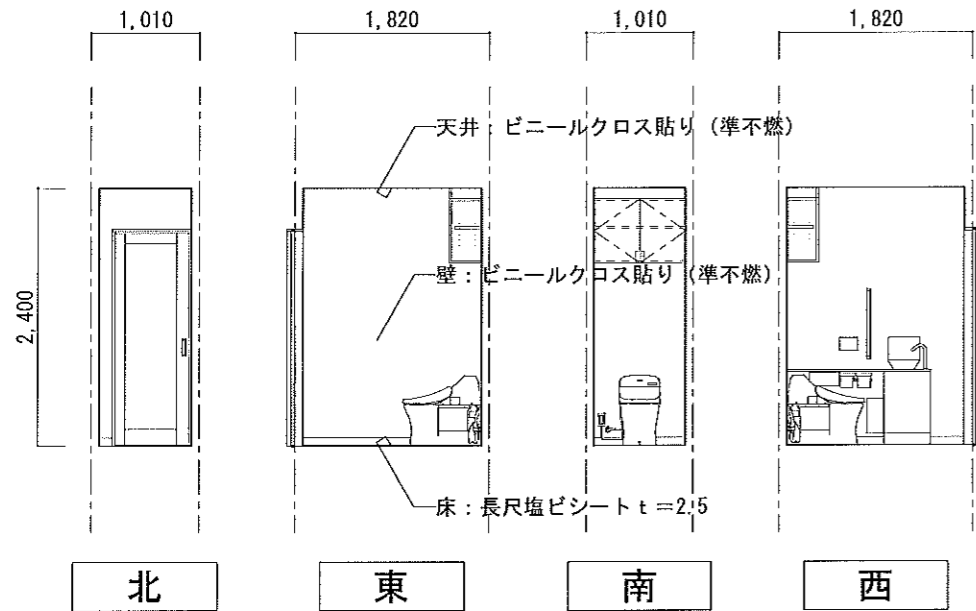 1,010
1,820
1,010
1,820
天井：ビニールクロス貼り（準不燃）
壁：ビニールクロス貼り（準不燃）
2,400
床：長尺塩ビシートｔ＝2.5
北
東
南
西